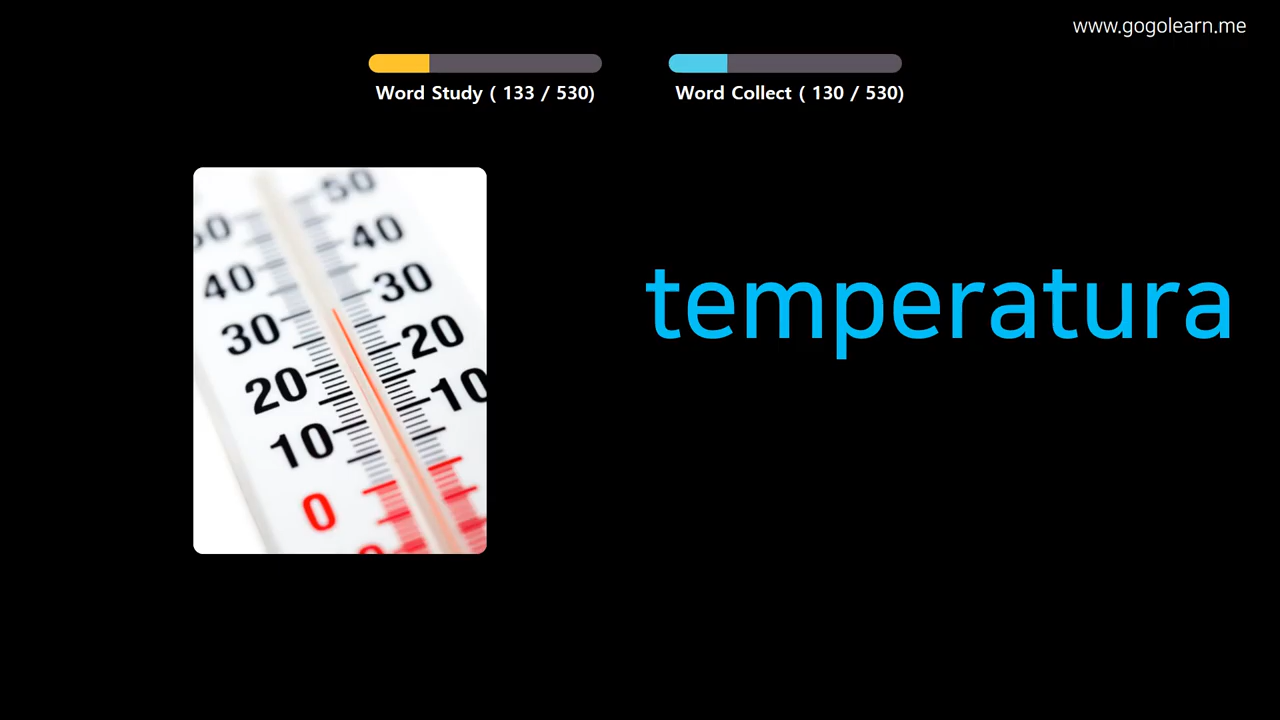 www.gogolearn.me
Word Study ( 133 / 530)
Word Collect ( 130 / 530)
50
40
40
30
30
20
20
10
10
0
temperatura